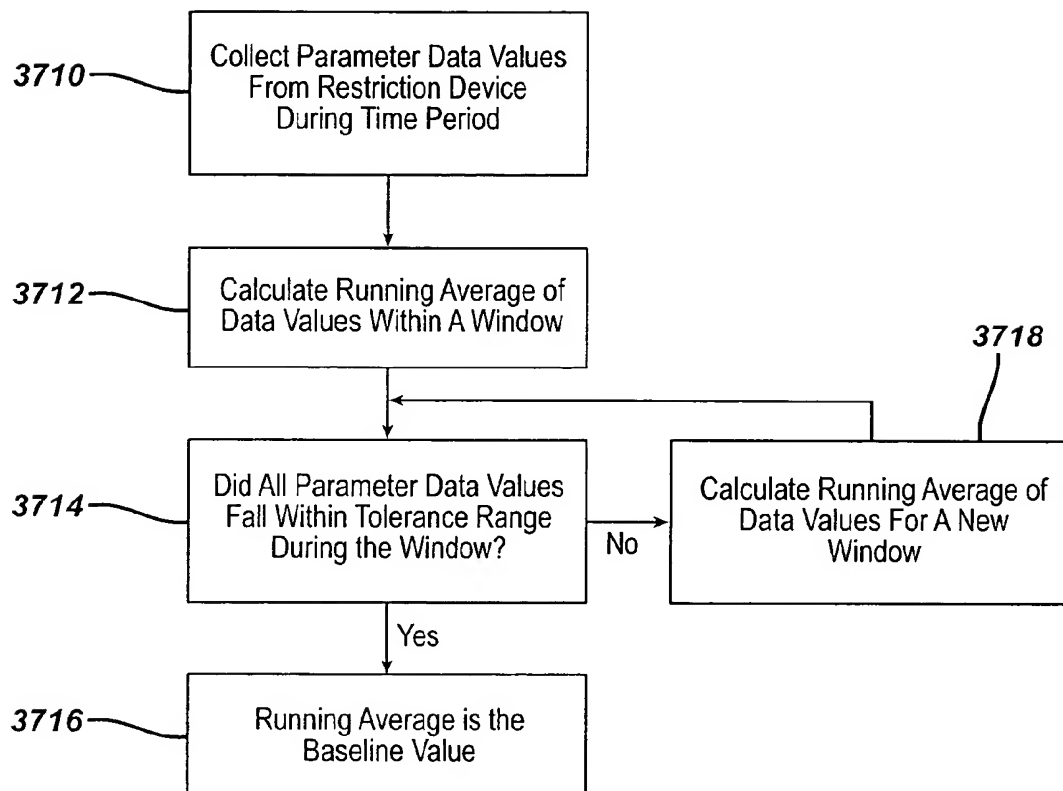 3710
Collect Parameter Data Values
From Restriction Device
During Time Period
3712
Calculate Running Average of
Data Values Within A Window
3718
3714
Did All Parameter Data Values
Fall Within Tolerance Range
During the Window?
No
Calculate Running Average of
Data Values For A New
Window
Yes
3716
Running Average is the
Baseline Value